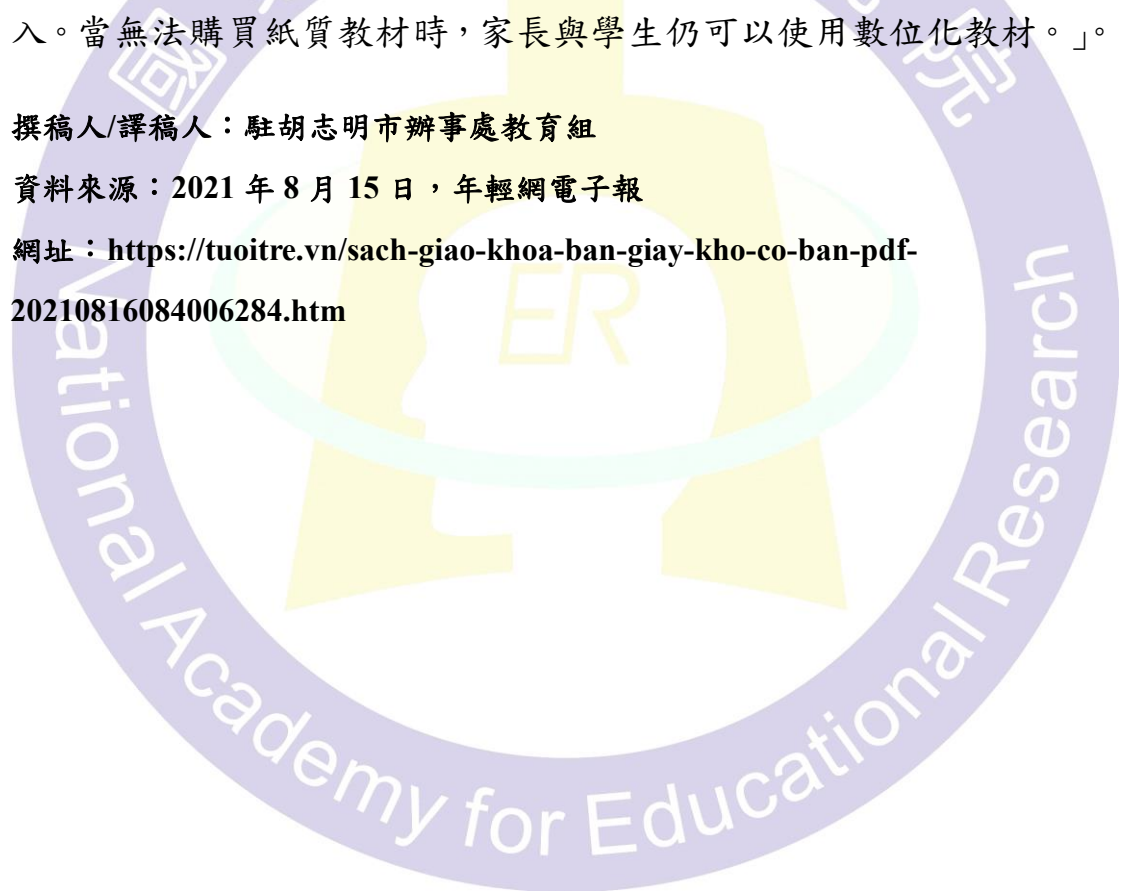 入。當無法購買紙質教材時，家長與學生仍可以使用數位化教材。」。
撰稿人/譯稿人：駐胡志明市辦事處教育組
資料來源：2021 年 8 月 15 日，年輕網電子報
網址：https://tuoitre.vn/sach-giao-khoa-ban-giay-kho-co-ban-pdf-
20210816084006284.htm
國
院
ER
National Academy for Educational Research